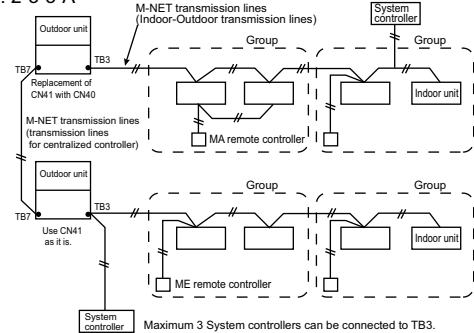 M-NET transmission lines
(Indoor-Outdoor transmission lines)
System
controller
Outdoor unit
Group
Group
TB7
TB3
Replacement of
CN41 with CN40
Indoor unit
MA remote controller
M-NET transmission lines
(transmission lines
for centralized controller)
Outdoor unit
Group
Group
TB7
TB3
Use CN41
as it is.
Indoor unit
ME remote controller
System
controller
Maximum 3 System controllers can be connected to TB3.